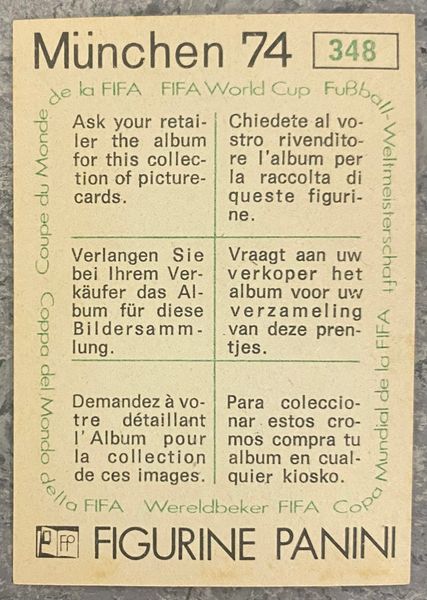 München 74 348
de la FIFA FIFA World Cup Fußball-Weltmeisterschaft
Copa Mundial de la FIFA
Wereldbeker FIFA
Coppa del Mondo della FIFA
Coupe du Monde
Ask your retai-
ler the album
for this collec-
tion of picture-
cards.
Chiedete al vo-
stro rivendito-
re l'album per
la raccolta di
queste figuri-
ne.
Verlangen Sie
bei Ihrem Ver-
käufer das Al-
bum für diese
Bildersamm-
lung.
Vraagt aan uw
verkoper het
album voor uw
verzameling
van deze pren-
tjes.
Demandez à vo-
tre détaillant
l'Album pour
la collection
de ces images.
Para coleccio-
nar estos cro-
mos compra tu
album en cual-
quier kiosko.
FP FIGURINE PANINI